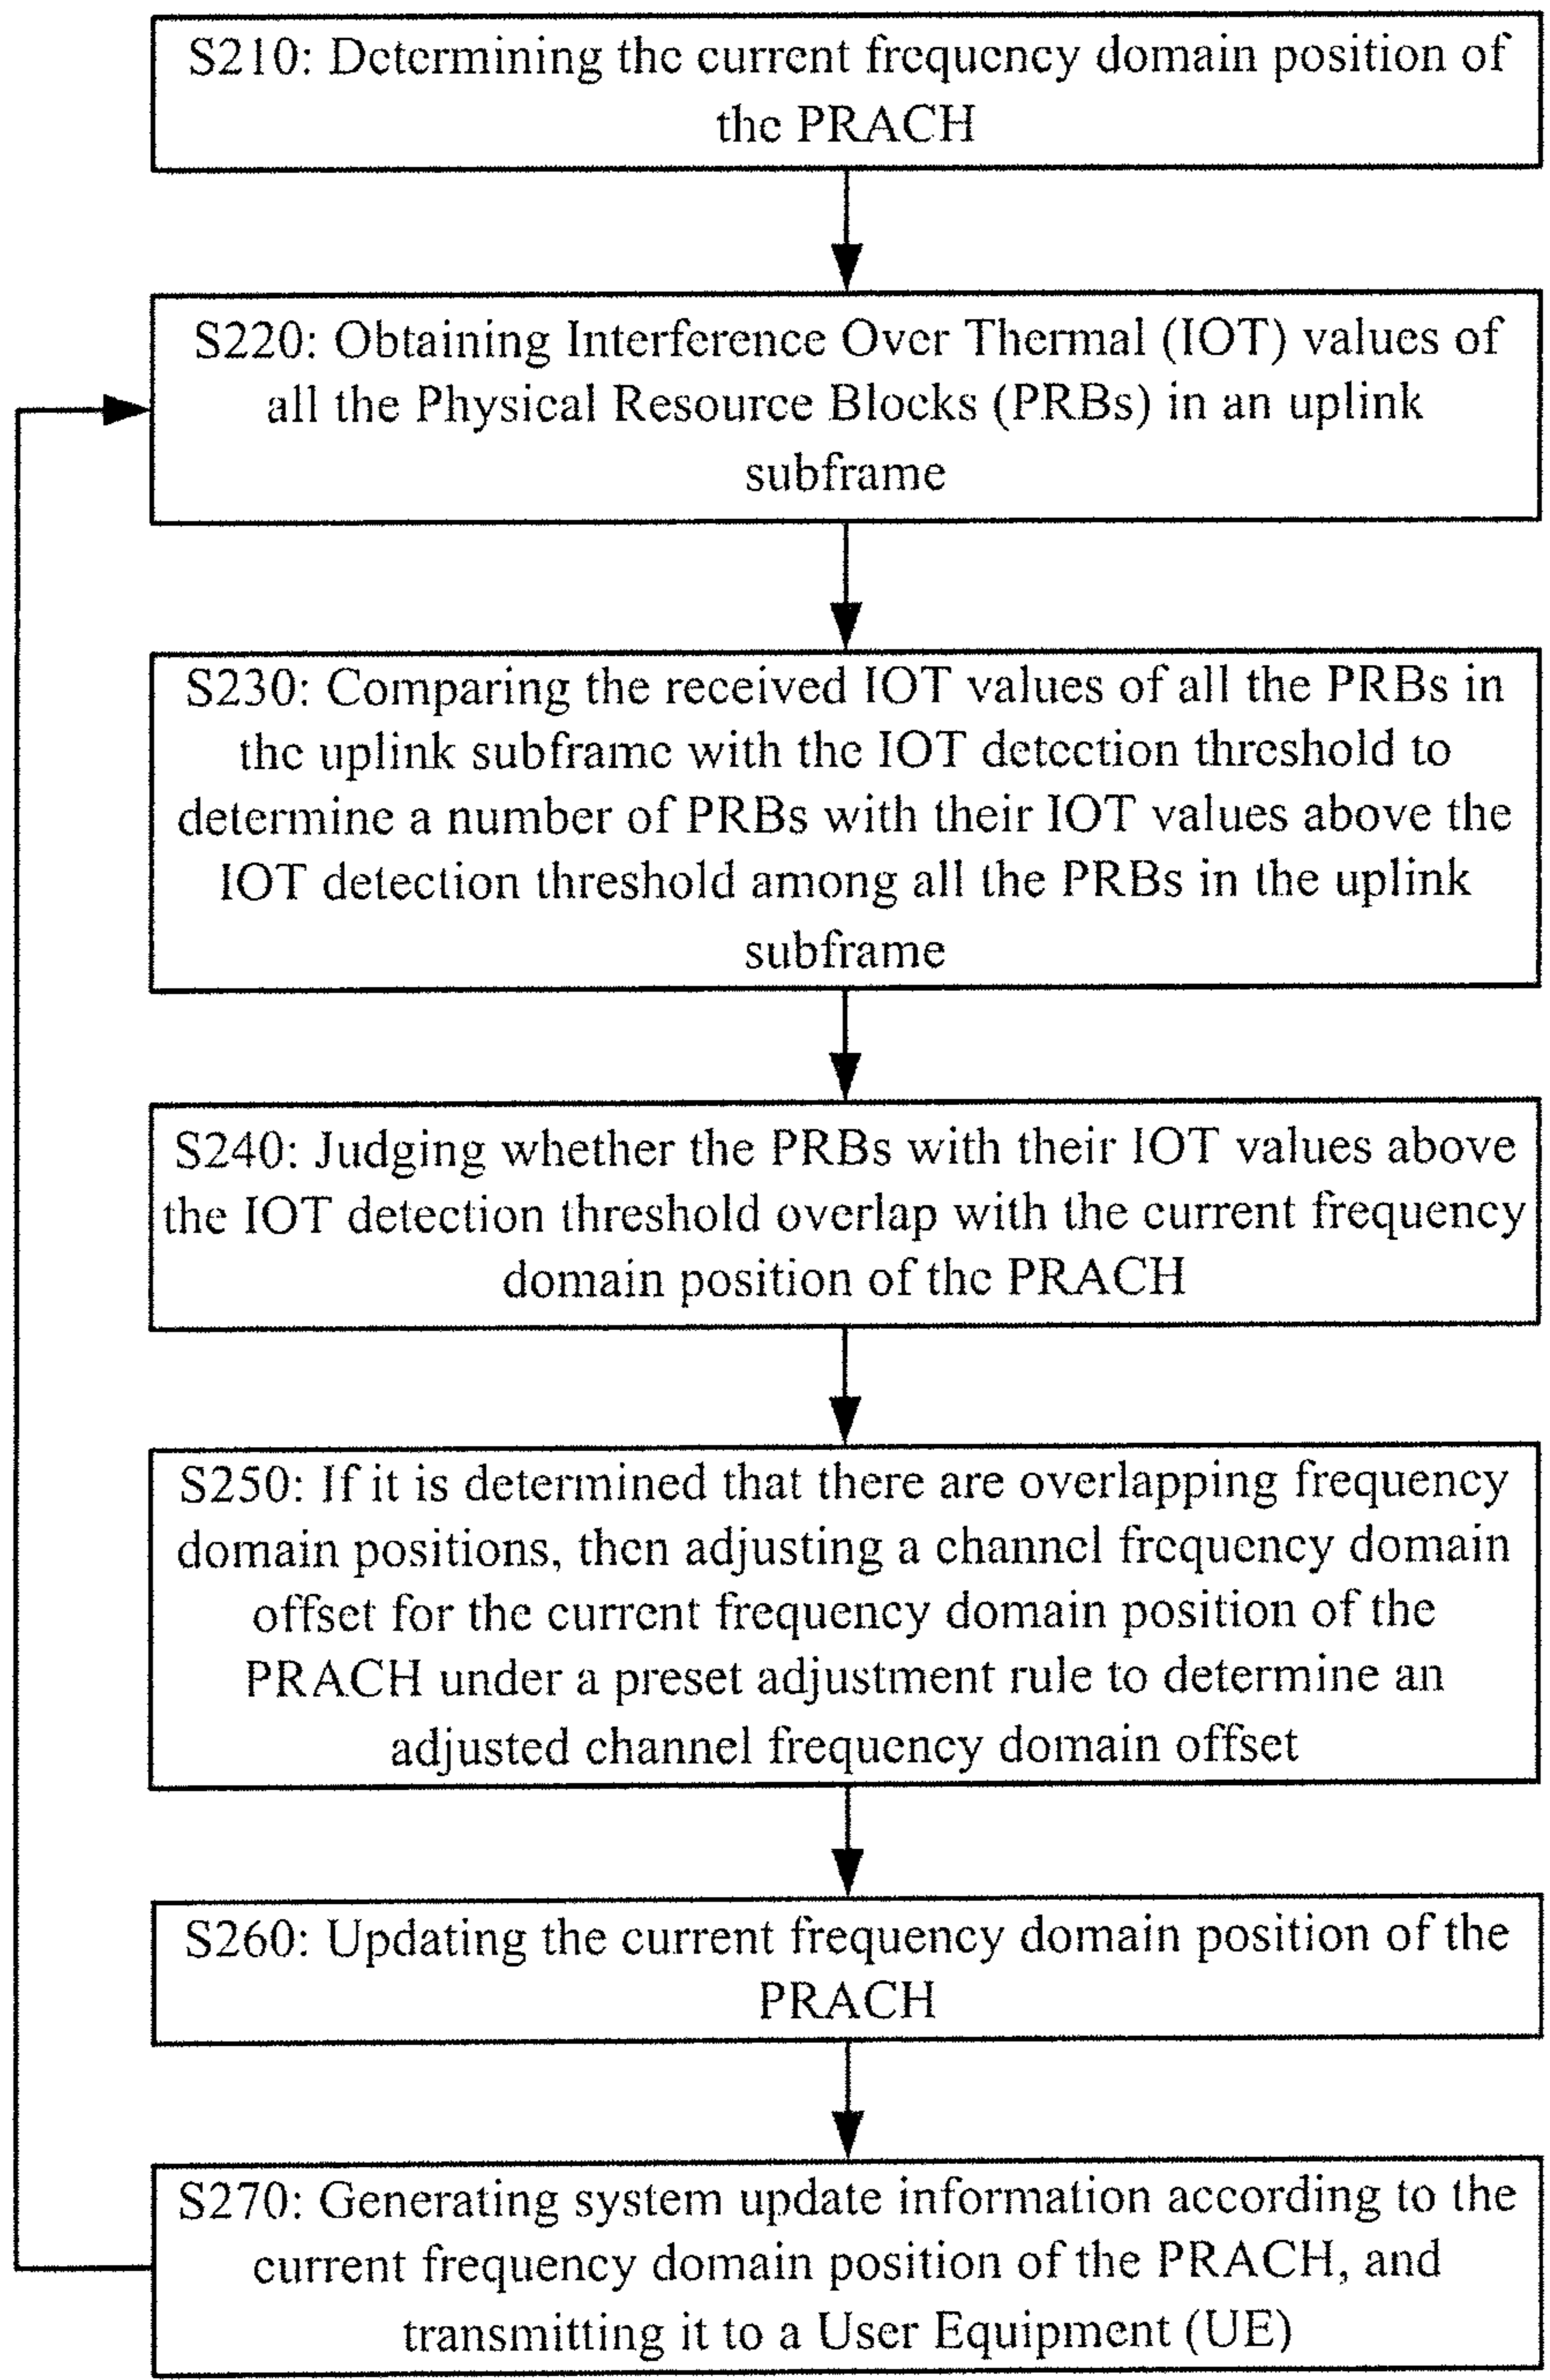 S210: Determining the current frequency domain position of
the PRACH
S220: Obtaining Interference Over Thermal (IOT) values of
all the Physical Resource Blocks (PRBs) in an uplink
subframe
S230: Comparing the received IOT values of all the PRBs in
the uplink subframe with the IOT detection threshold to
determine a number of PRBs with their IOT values above the
IOT detection threshold among all the PRBs in the uplink
subframe
S240: Judging whether the PRBs with their IOT values above
the IOT detection threshold overlap with the current frequency
domain position of the PRACH
S250: If it is determined that there are overlapping frequency
domain positions, then adjusting a channel frequency domain
offset for the current frequency domain position of the
PRACH under a preset adjustment rule to determine an
adjusted channel frequency domain offset
S260: Updating the current frequency domain position of the
PRACH
S270: Generating system update information according to the
current frequency domain position of the PRACH, and
transmitting it to a User Equipment (UE)